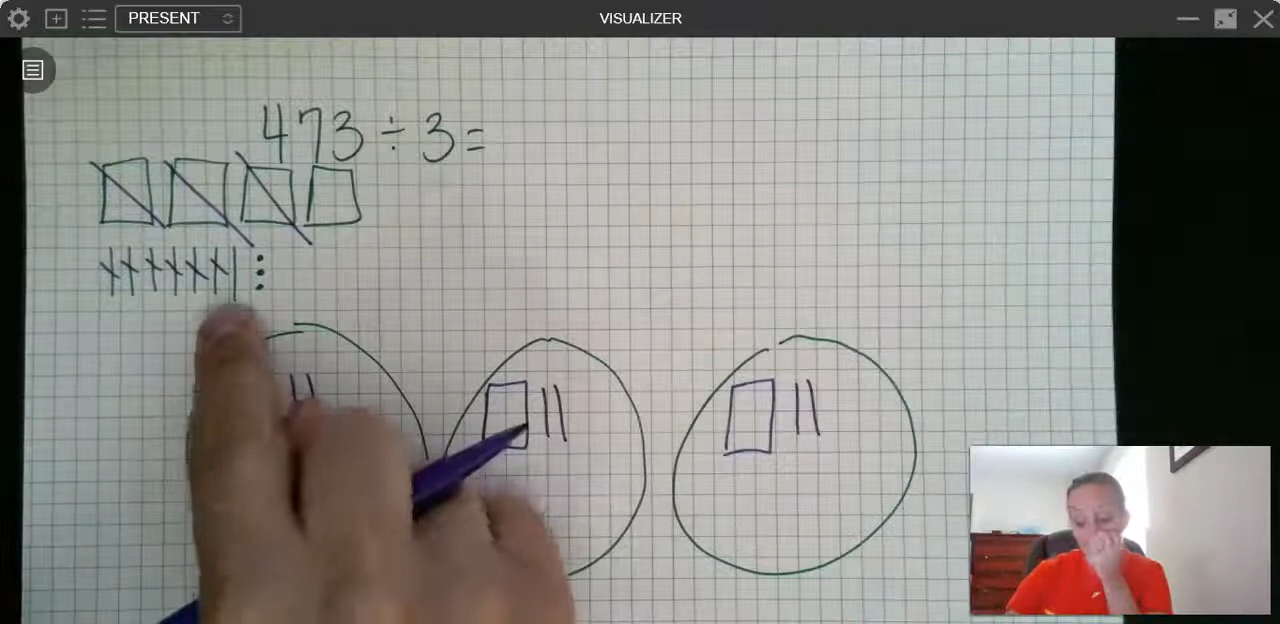 PRESENT
VISUALIZER
473 ÷ 3 =